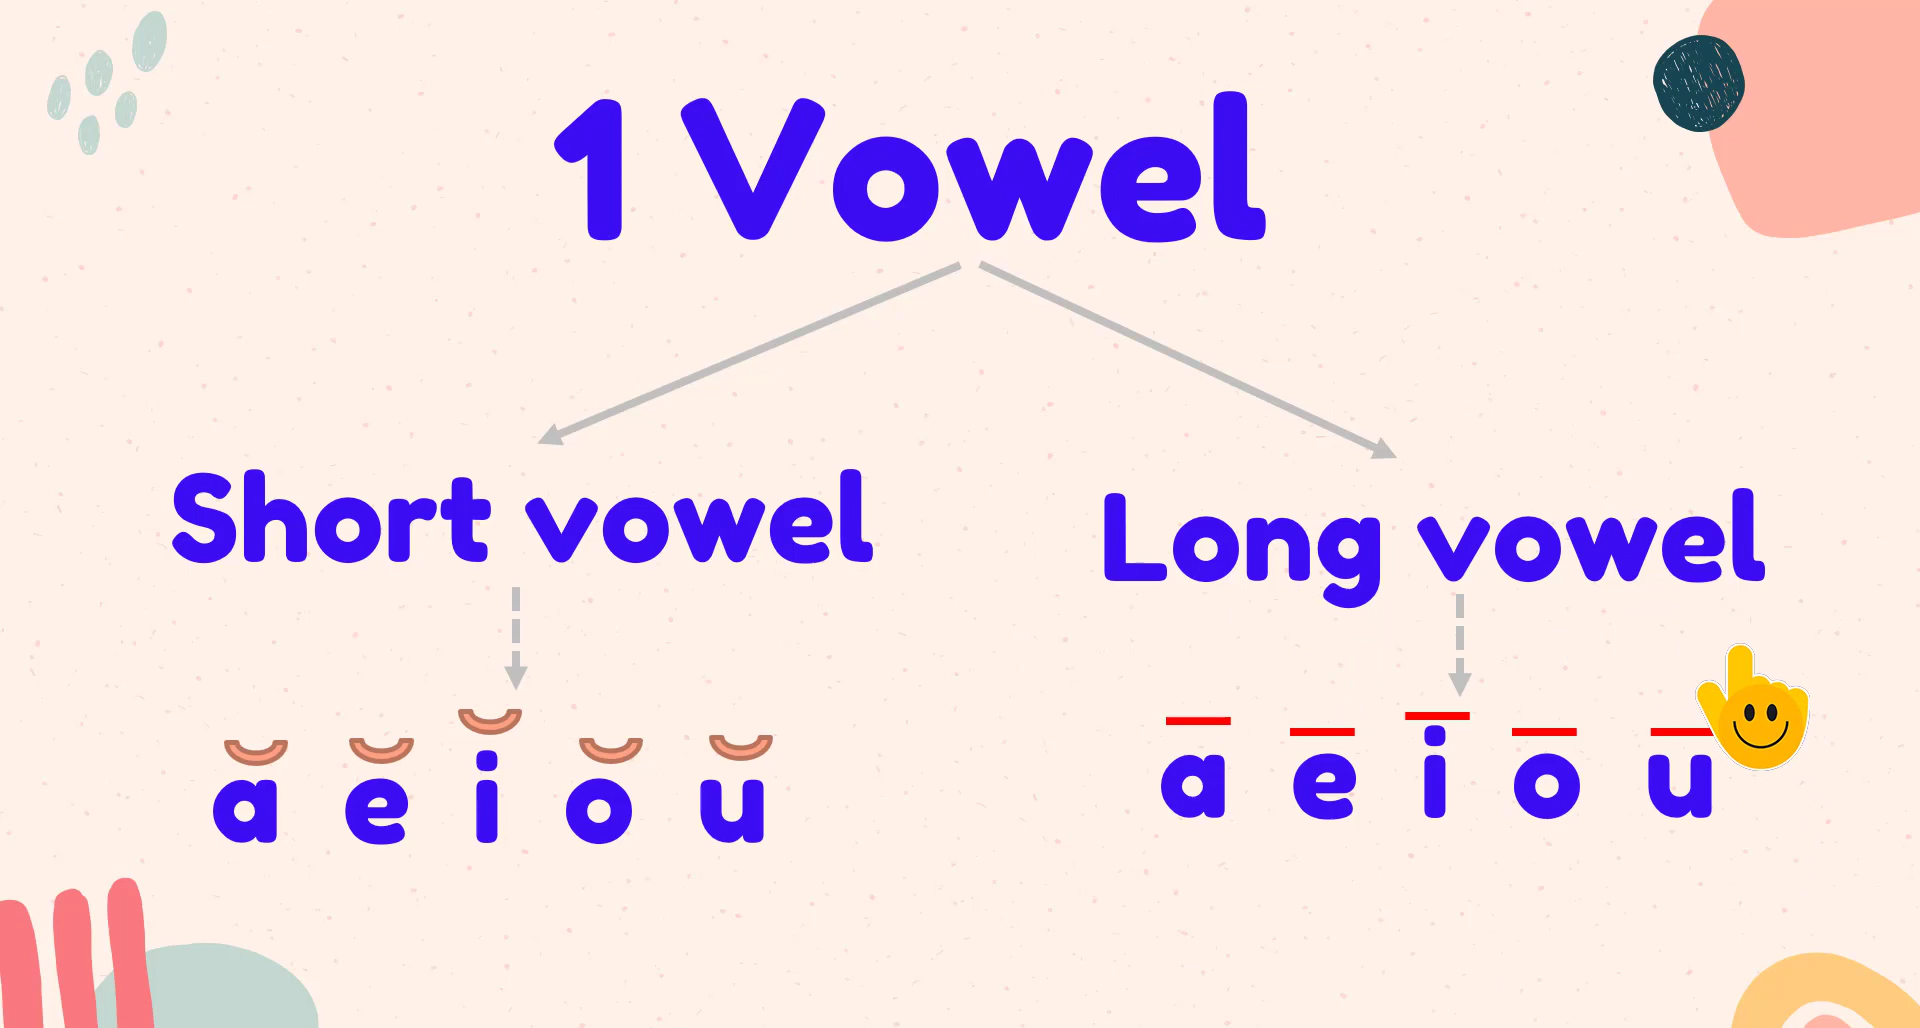 1 Vowel
Short vowel
Long vowel
ă ĕ ĭ ŏ ŭ
ā ē ī ō ū